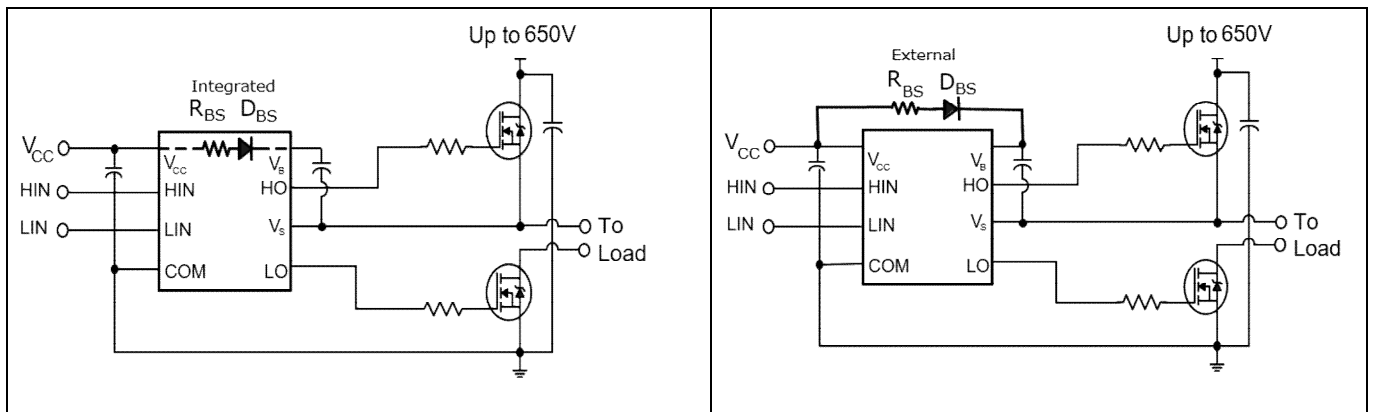 Up to 650V
Integrated
RBS DBS
VCC
VCC
VB
HIN
HIN
HO
LIN
LIN
VS
To
Load
COM
LO
Up to 650V
External
RBS DBS
VCC
VCC
VB
HIN
HIN
HO
LIN
LIN
VS
To
Load
COM
LO